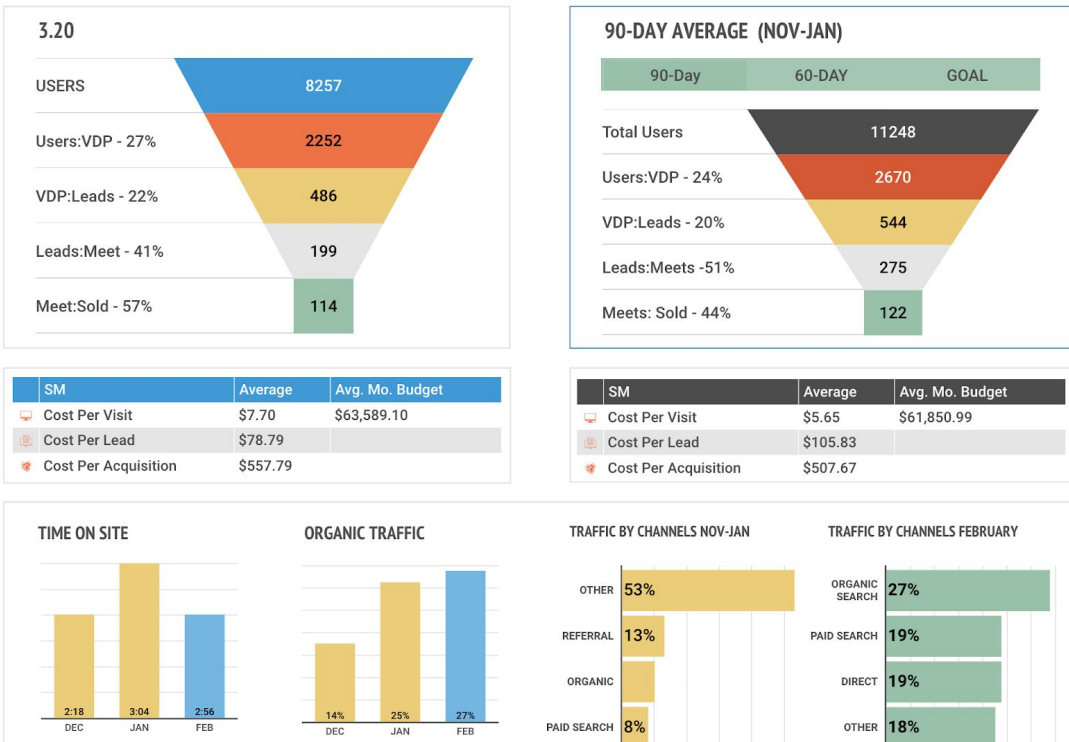 3.20
USERS 8257
Users:VDP - 27% 2252
VDP:Leads - 22% 486
Leads:Meet - 41% 199
Meet:Sold - 57% 114
90-DAY AVERAGE (NOV-JAN)
90-Day 60-DAY GOAL
Total Users 11248
Users:VDP - 24% 2670
VDP:Leads - 20% 544
Leads:Meets -51% 275
Meets: Sold - 44% 122
SM Average Avg. Mo. Budget
Cost Per Visit $7.70 $63,589.10
Cost Per Lead $78.79
Cost Per Acquisition $557.79
SM Average Avg. Mo. Budget
Cost Per Visit $5.65 $61,850.99
Cost Per Lead $105.83
Cost Per Acquisition $507.67
TIME ON SITE
2:18 3:04 2:56
DEC JAN FEB
ORGANIC TRAFFIC
14% 25% 27%
DEC JAN FEB
TRAFFIC BY CHANNELS NOV-JAN
OTHER 53%
REFERRAL 13%
ORGANIC
PAID SEARCH 8%
TRAFFIC BY CHANNELS FEBRUARY
ORGANIC
SEARCH 27%
PAID SEARCH 19%
DIRECT 19%
OTHER 18%